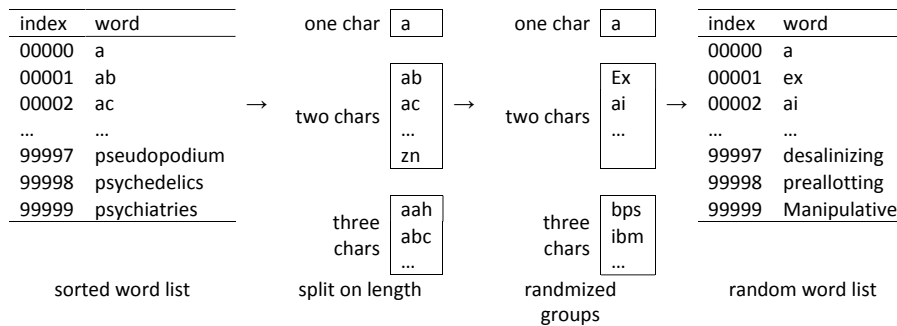 index word
00000 a
00001 ab
00002 ac
... ...
99997 pseudopodium
99998 psychedelics
99999 psychiatries
sorted word list
→
one char a
two chars ab
ac
...
zn
three
chars
aah
abc
...
split on length
→
one char a
two chars Ex
ai
...
three
chars
bps
ibm
...
randmized
groups
→
index word
00000 a
00001 ex
00002 ai
... ...
99997 desalinizing
99998 preallotting
99999 Manipulative
random word list